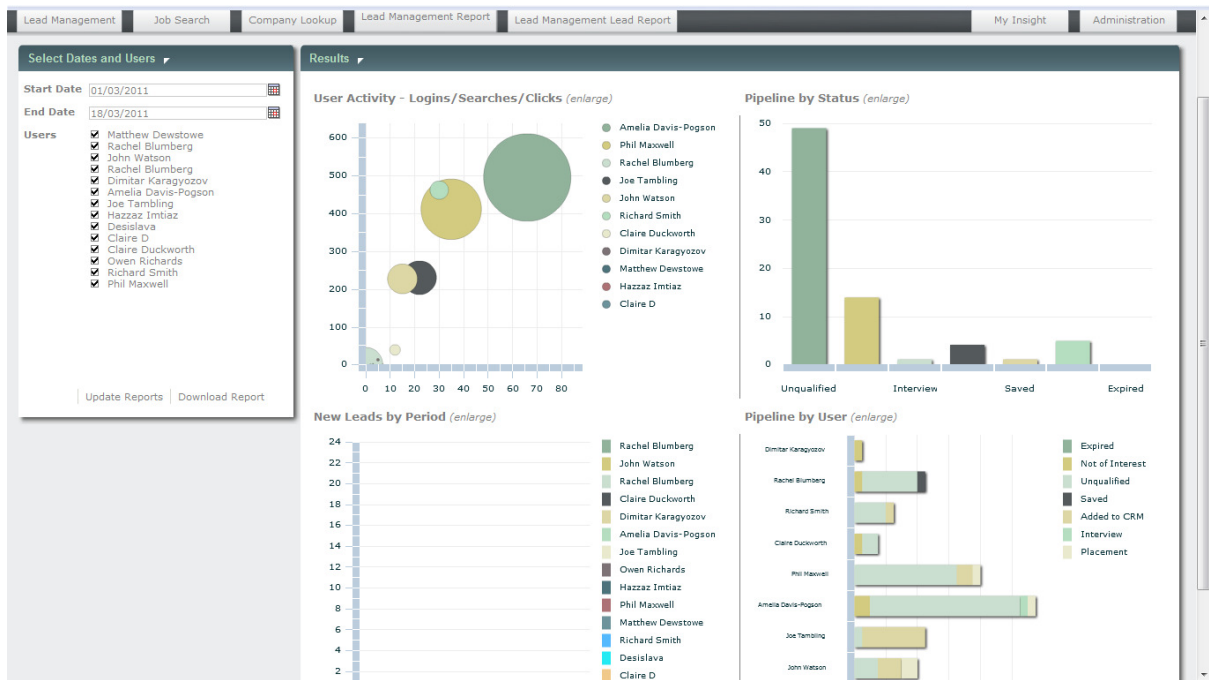 Lead Management
Job Search
Company Lookup
Lead Management Report
Lead Management Lead Report
My Insight
Administration
Select Dates and Users
Start Date 01/03/2011
End Date 18/03/2011
Users
Matthew Dewstowe
Rachel Blumberg
John Watson
Rachel Blumberg
Dimitar Karagyozov
Amelia Davis-Pogson
Joe Tambling
Hazzaz Imtiaz
Desislava
Claire D
Claire Duckworth
Owen Richards
Richard Smith
Phil Maxwell
Update Reports
Download Report
Results
User Activity - Logins/Searches/Clicks (enlarge)
600
500
400
300
200
100
0
0 10 20 30 40 50 60 70 80
Amelia Davis-Pogson
Phil Maxwell
Rachel Blumberg
Joe Tambling
John Watson
Richard Smith
Claire Duckworth
Dimitar Karagyozov
Matthew Dewstowe
Hazzaz Imtiaz
Claire D
Pipeline by Status (enlarge)
50
40
30
20
10
0
Unqualified Interview Saved Expired
New Leads by Period (enlarge)
24
22
20
18
16
14
12
10
8
6
4
2
Rachel Blumberg
John Watson
Rachel Blumberg
Claire Duckworth
Dimitar Karagyozov
Amelia Davis-Pogson
Joe Tambling
Owen Richards
Hazzaz Imtiaz
Phil Maxwell
Matthew Dewstowe
Richard Smith
Desislava
Claire D
Pipeline by User (enlarge)
Dimitar Karagyozov
Rachel Blumberg
Richard Smith
Claire Duckworth
Phil Maxwell
Amelia Davis-Pogson
Joe Tambling
John Watson
Expired
Not of Interest
Unqualified
Saved
Added to CRM
Interview
Placement